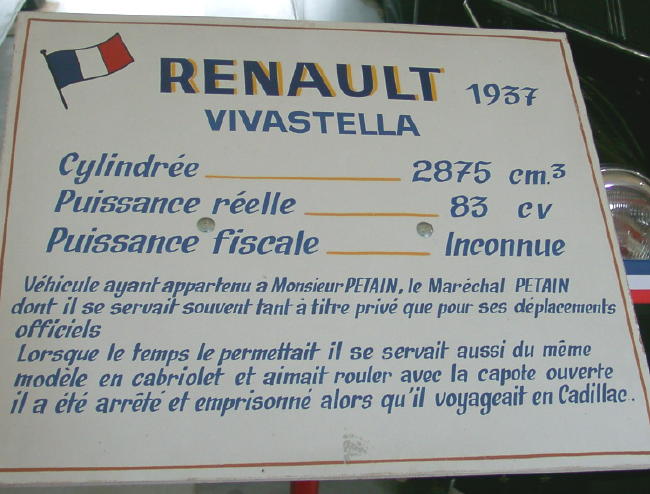 RENAULT 1937
VIVASTELLA
Cylindrée 2875 cm.3
Puissance réelle 83 cv
Puissance fiscale Inconnue
Véhicule ayant appartenu a Monsieur PETAIN, le Maréchal PETAIN
dont il se servait souvent tant à titre privé que pour ses déplacements
officiels
Lorsque le temps le permettait il se servait aussi du même
modèle en cabriolet et aimait rouler avec la capote ouverte
il a été arrêté et emprisonné alors qu'il voyageait en Cadillac.